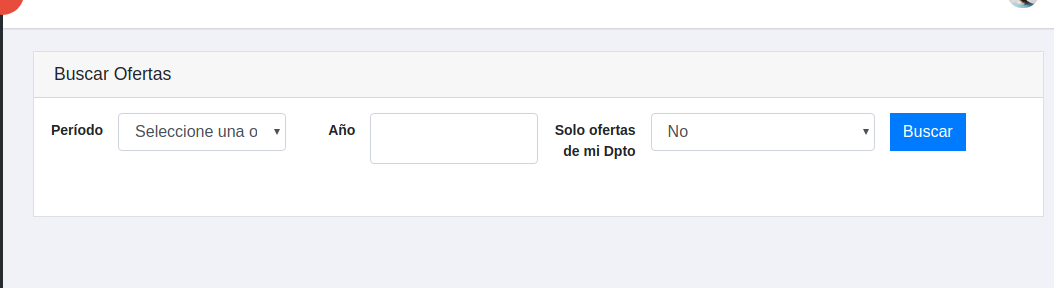 Buscar Ofertas
Período
Seleccione una o
Año
Solo ofertas
de mi Dpto
No
Buscar